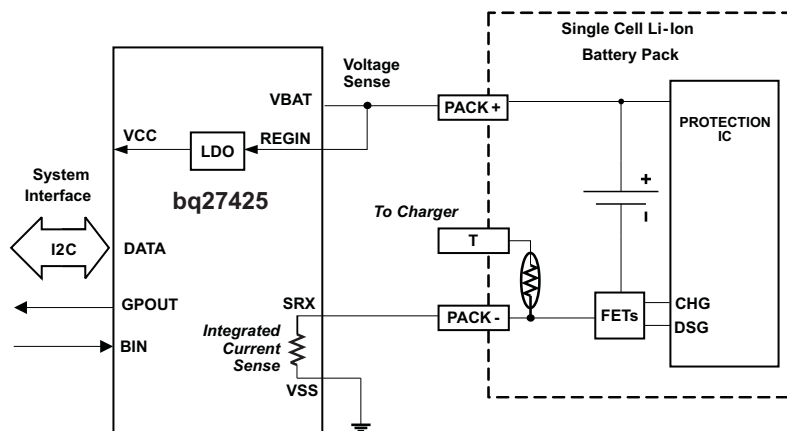 Single Cell Li-Ion
Battery Pack
Voltage
Sense
VBAT
PACK +
PROTECTION
IC
VCC
REGIN
LDO
System
Interface
bq27425
+
To Charger
I2C
DATA
T
GPOUT
SRX
PACK -
FETs
CHG
DSG
BIN
Integrated
Current
Sense
VSS